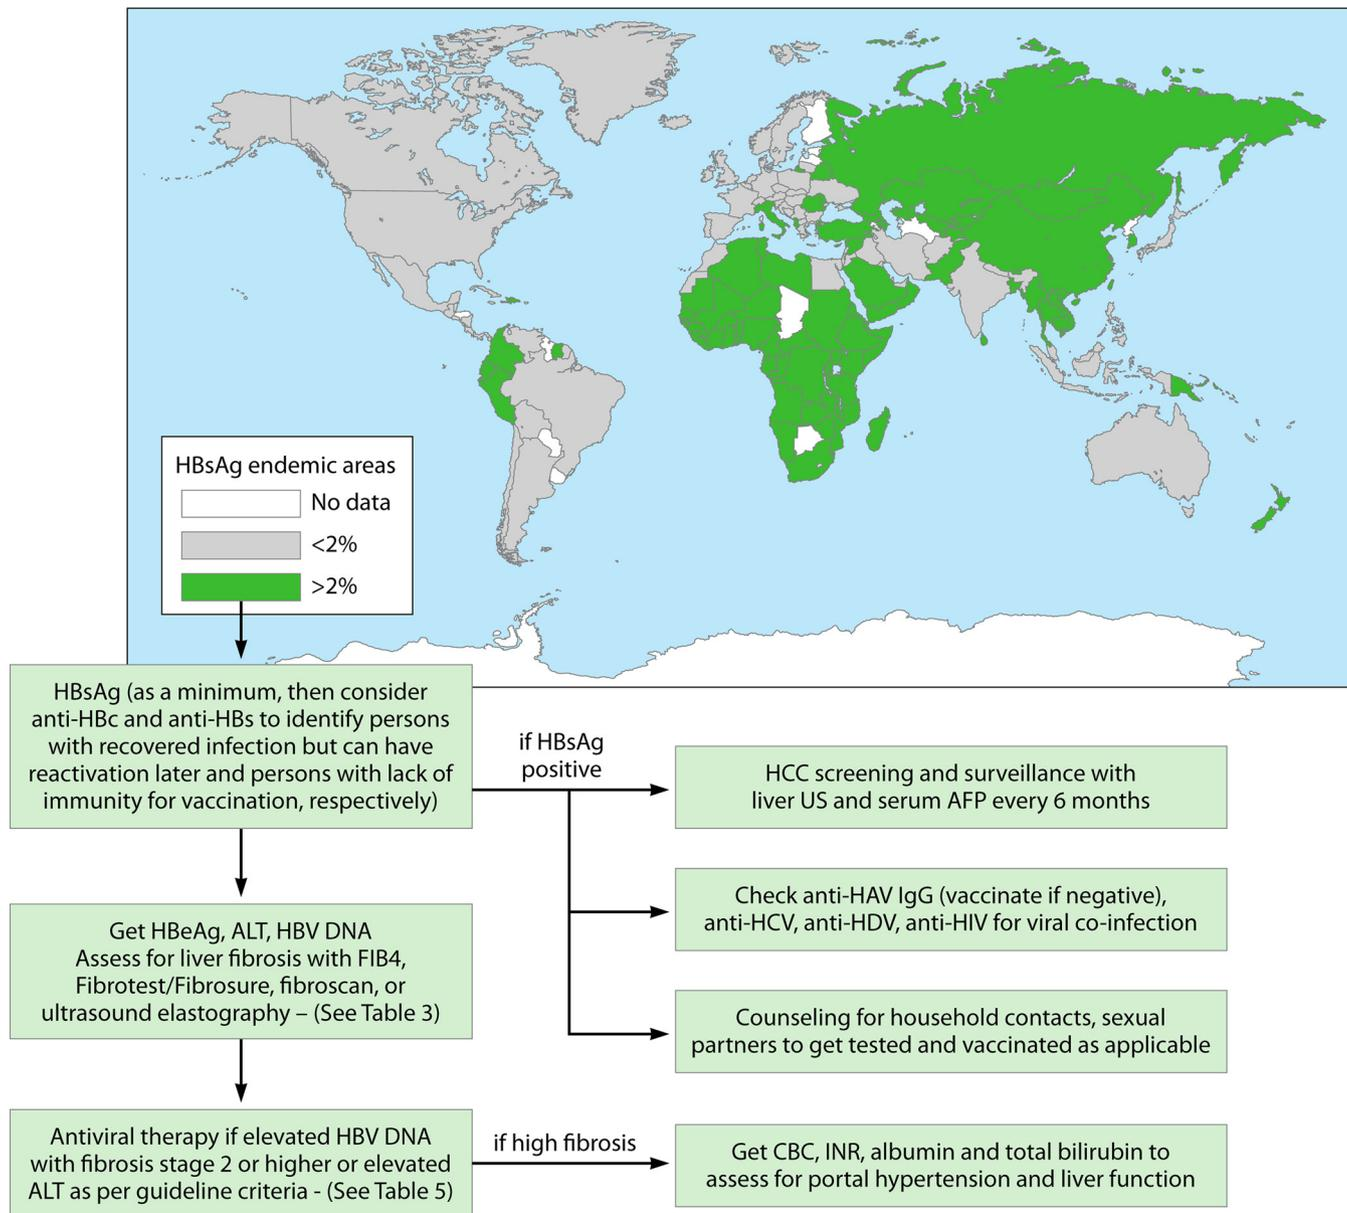 HBsAg endemic areas
No data
<2%
>2%
HBsAg (as a minimum, then consider
anti-HBc and anti-HBs to identify persons
with recovered infection but can have
reactivation later and persons with lack of
immunity for vaccination, respectively)
if HBsAg
positive
HCC screening and surveillance with
liver US and serum AFP every 6 months
Check anti-HAV IgG (vaccinate if negative),
anti-HCV, anti-HDV, anti-HIV for viral co-infection
Get HBeAg, ALT, HBV DNA
Assess for liver fibrosis with FIB4,
Fibrotest/Fibrosure, fibroscan, or
ultrasound elastography – (See Table 3)
Counseling for household contacts, sexual
partners to get tested and vaccinated as applicable
Antiviral therapy if elevated HBV DNA
with fibrosis stage 2 or higher or elevated
ALT as per guideline criteria - (See Table 5)
if high fibrosis
Get CBC, INR, albumin and total bilirubin to
assess for portal hypertension and liver function